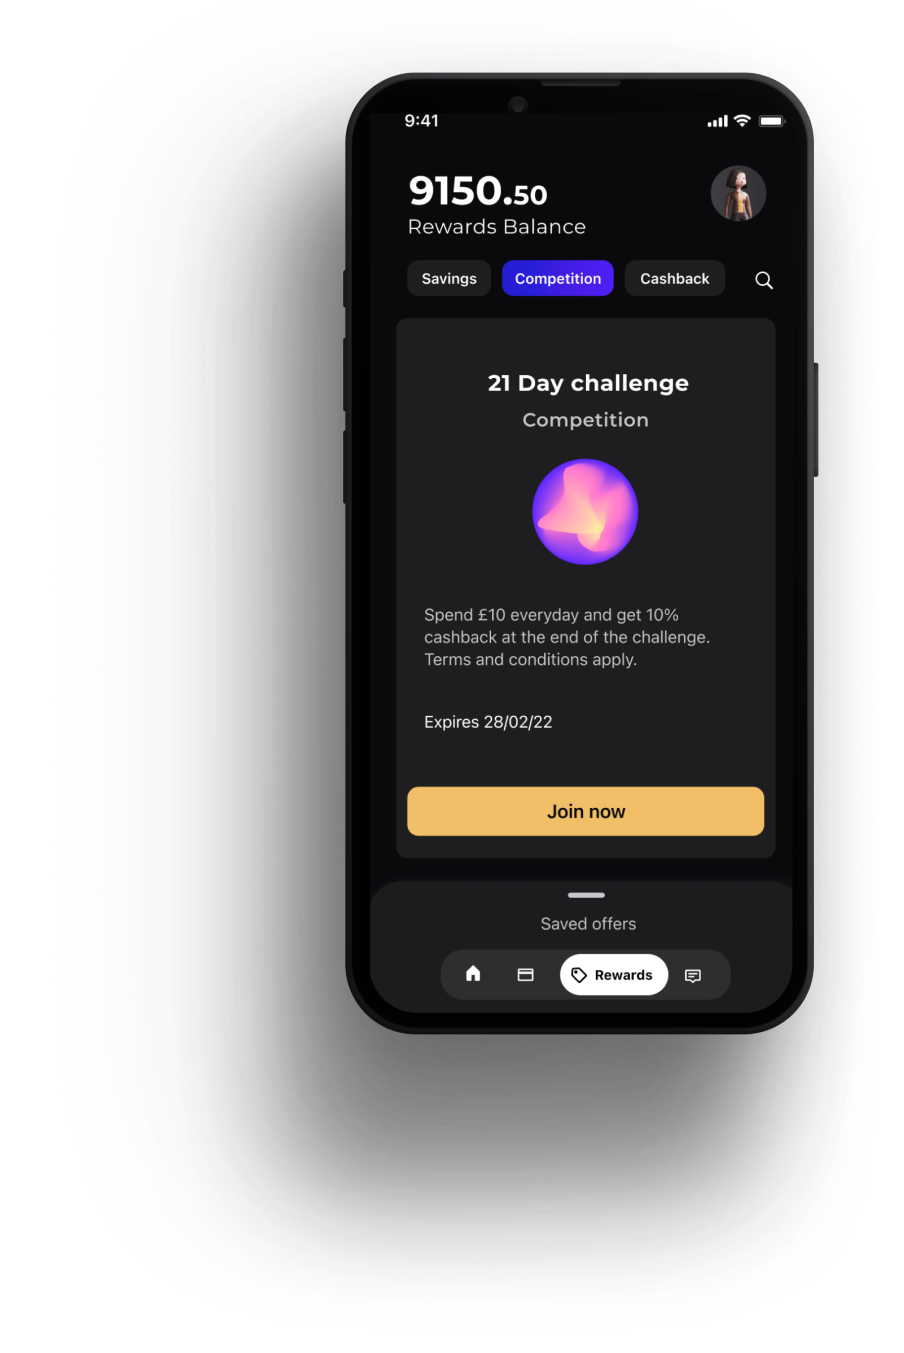 9:41
9150.50
Rewards Balance
Savings Competition Cashback
21 Day challenge
Competition
Spend £10 everyday and get 10%
cashback at the end of the challenge.
Terms and conditions apply.
Expires 28/02/22
Join now
Saved offers
Rewards